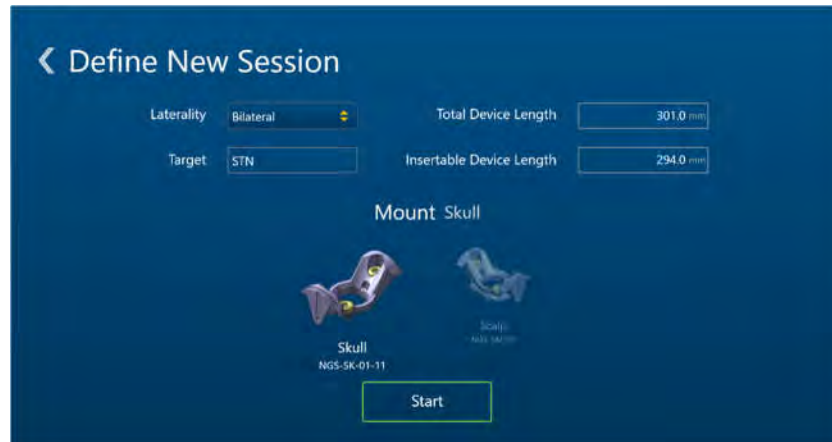 Define New Session
Laterality Bilateral Total Device Length 301.0 mm
Target STN Insertable Device Length 294.0 mm
Mount Skull
Skull
NGS-SK-01-11
Scalp
Start